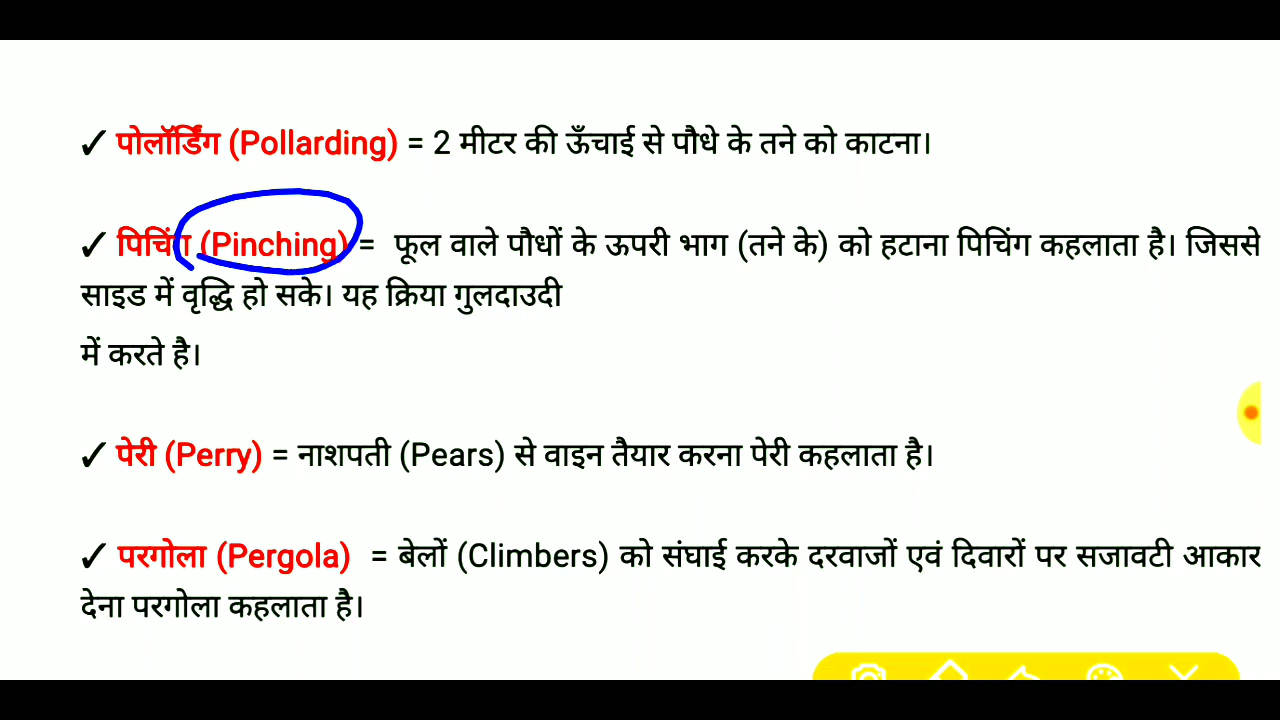 ✓ पोलॉर्डिंग (Pollarding) = 2 मीटर की ऊँचाई से पौधे के तने को काटना।
✓ पिचिंग (Pinching) = फूल वाले पौधों के ऊपरी भाग (तने के) को हटाना पिचिंग कहलाता है। जिससे
साइड में वृद्धि हो सके। यह क्रिया गुलदाउदी
में करते है।
✓ पेरी (Perry) = नाशपती (Pears) से वाइन तैयार करना पेरी कहलाता है।
✓ परगोला (Pergola) = बेलों (Climbers) को संघाई करके दरवाजों एवं दिवारों पर सजावटी आकार
देना परगोला कहलाता है।